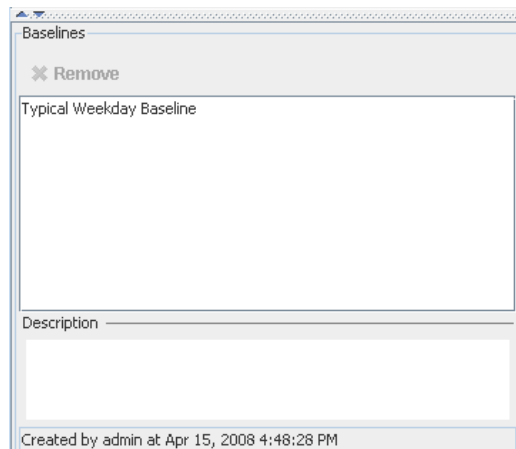 Baselines
Remove
Typical Weekday Baseline
Description
Created by admin at Apr 15, 2008 4:48:28 PM